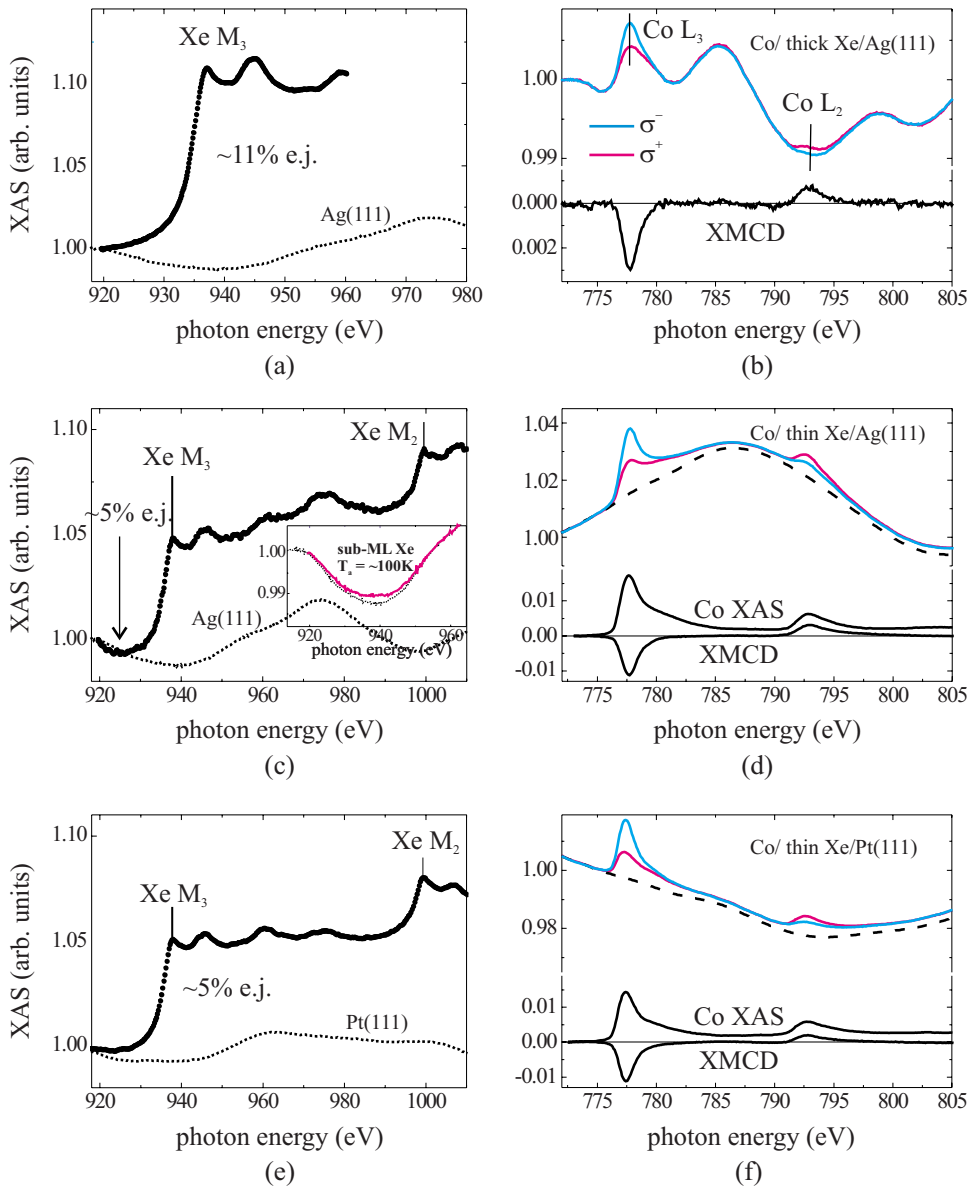 XAS (arb. units)
1.10
1.05
1.00
Xe M3
~11% e.j.
Ag(111)
920 930 940 950 960 970 980
photon energy (eV)
(a)
1.00
0.99
0.000
0.002
Co L3
Co/ thick Xe/Ag(111)
Co L2
σ-
σ+
XMCD
775 780 785 790 795 800 805
photon energy (eV)
(b)
XAS (arb. units)
1.10
1.05
1.00
Xe M3
Xe M2
~5% e.j.
Ag(111)
1.00
0.99
sub-ML Xe
Ta = ~100K
920 940 960
photon energy (eV)
920 940 960 980 1000
photon energy (eV)
(c)
1.04
1.02
1.00
0.01
0.00
-0.01
Co/ thin Xe/Ag(111)
Co XAS
XMCD
775 780 785 790 795 800 805
photon energy (eV)
(d)
XAS (arb. units)
1.10
1.05
1.00
Xe M3
Xe M2
~5% e.j.
Pt(111)
920 940 960 980 1000
photon energy (eV)
(e)
1.00
0.98
0.01
0.00
-0.01
Co/ thin Xe/Pt(111)
Co XAS
XMCD
775 780 785 790 795 800 805
photon energy (eV)
(f)